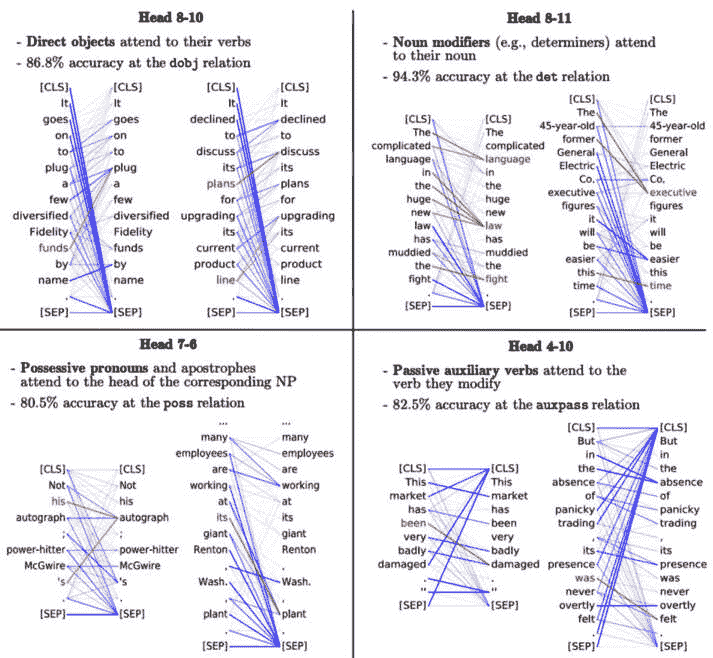 Head 8-10
- Direct objects attend to their verbs
- 86.8% accuracy at the dobj relation
[CLS] [CLS]
It It
goes goes
on on
to to
plug plug
a a
few few
diversified diversified
Fidelity Fidelity
funds funds
by by
name name
. .
[SEP] [SEP]
[CLS] [CLS]
It It
declined declined
to to
discuss discuss
its its
plans plans
for for
upgrading upgrading
its its
current current
product product
line line
. .
[SEP] [SEP]
Head 8-11
- Noun modifiers (e.g., determiners) attend
to their noun
- 94.3% accuracy at the det relation
[CLS] [CLS]
The The
complicated complicated
language language
in in
the the
huge huge
new new
law law
has has
muddied muddied
the the
fight fight
. .
[SEP] [SEP]
[CLS] [CLS]
The The
45-year-old 45-year-old
former former
General General
Electric Electric
Co. Co.
executive executive
figures figures
it it
will will
be be
easier easier
this this
time time
. .
[SEP] [SEP]
Head 7-6
- Possessive pronouns and apostrophes
attend to the head of the corresponding NP
- 80.5% accuracy at the poss relation
[CLS] [CLS]
Not Not
his his
autograph autograph
; ;
power-hitter power-hitter
McGwire McGwire
's 's
. .
[SEP] [SEP]
... ...
many many
employees employees
are are
working working
at at
its its
giant giant
Renton Renton
, ,
Wash. Wash.
, ,
plant plant
. .
[SEP] [SEP]
Head 4-10
- Passive auxiliary verbs attend to the
verb they modify
- 82.5% accuracy at the auxpass relation
[CLS] [CLS]
This This
market market
has has
been been
very very
badly badly
damaged damaged
. .
" "
[SEP] [SEP]
[CLS] [CLS]
But But
in in
the the
absence absence
of of
panicky panicky
trading trading
, ,
its its
presence presence
was was
never never
overtly overtly
felt felt
. .
[SEP] [SEP]